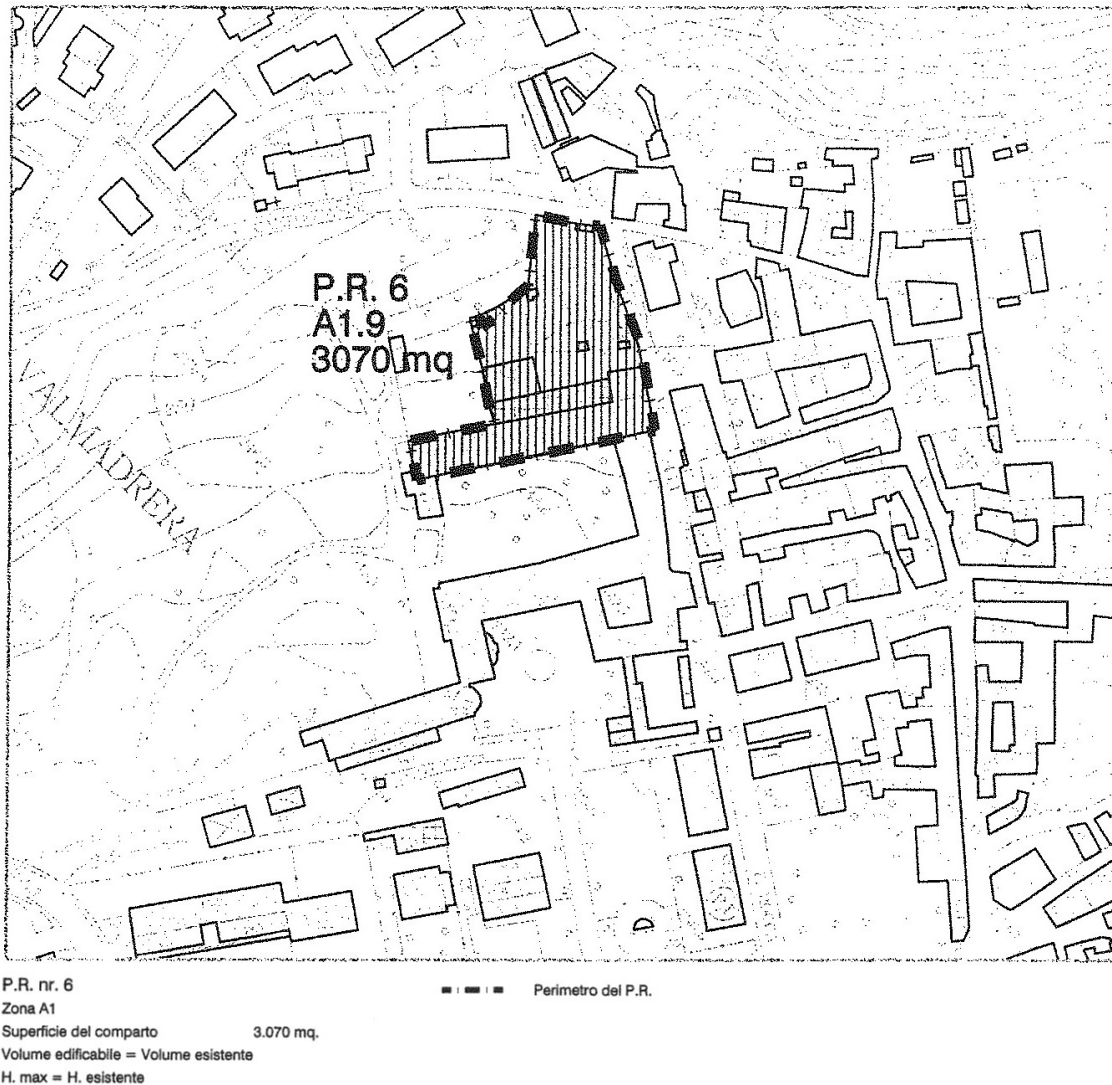 P.R. 6
A1.9
3070 mq
VALMADRERA
P.R. nr. 6
Perimetro del P.R.
Zona A1
Superficie del comparto 3.070 mq.
Volume edificabile = Volume esistente
H. max = H. esistente